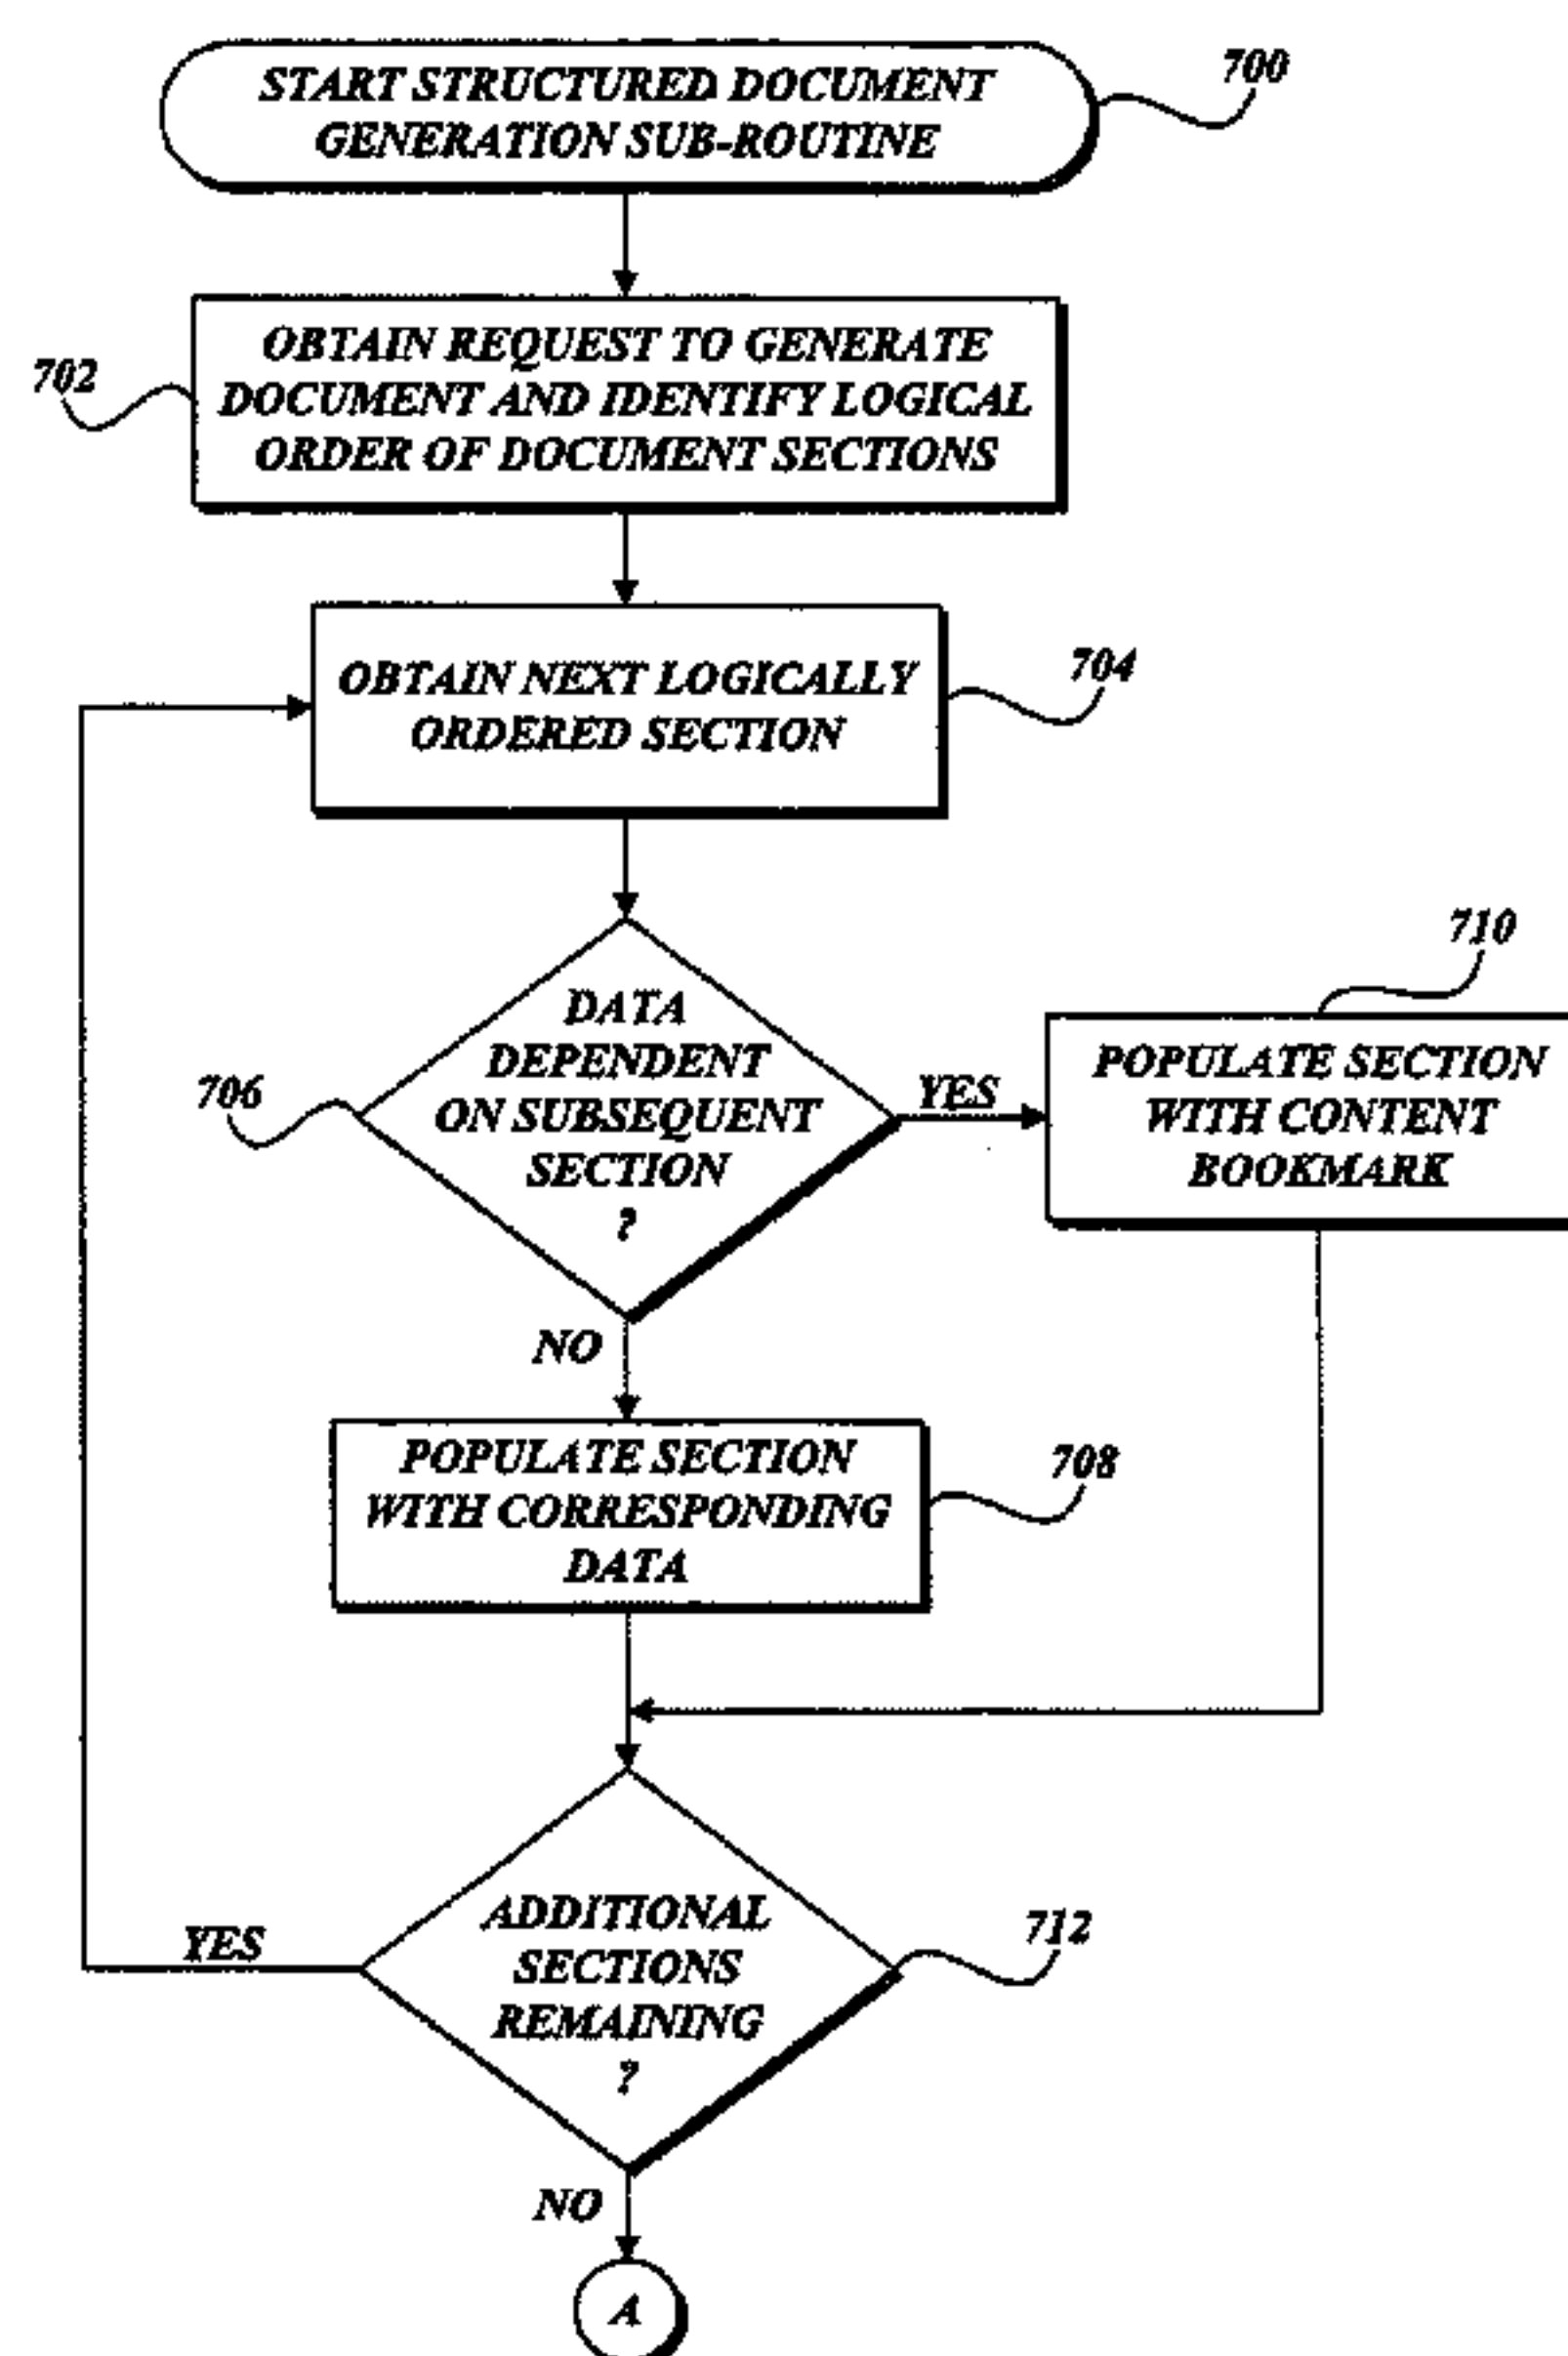 START STRUCTURED DOCUMENT
GENERATION SUB-ROUTINE
700
OBTAIN REQUEST TO GENERATE
DOCUMENT AND IDENTIFY LOGICAL
ORDER OF DOCUMENT SECTIONS
702
OBTAIN NEXT LOGICALLY
ORDERED SECTION
704
DATA
DEPENDENT
ON SUBSEQUENT
SECTION
?
706
YES
710
POPULATE SECTION
WITH CONTENT
BOOKMARK
NO
POPULATE SECTION
WITH CORRESPONDING
DATA
708
ADDITIONAL
SECTIONS
REMAINING
?
712
YES
NO
A